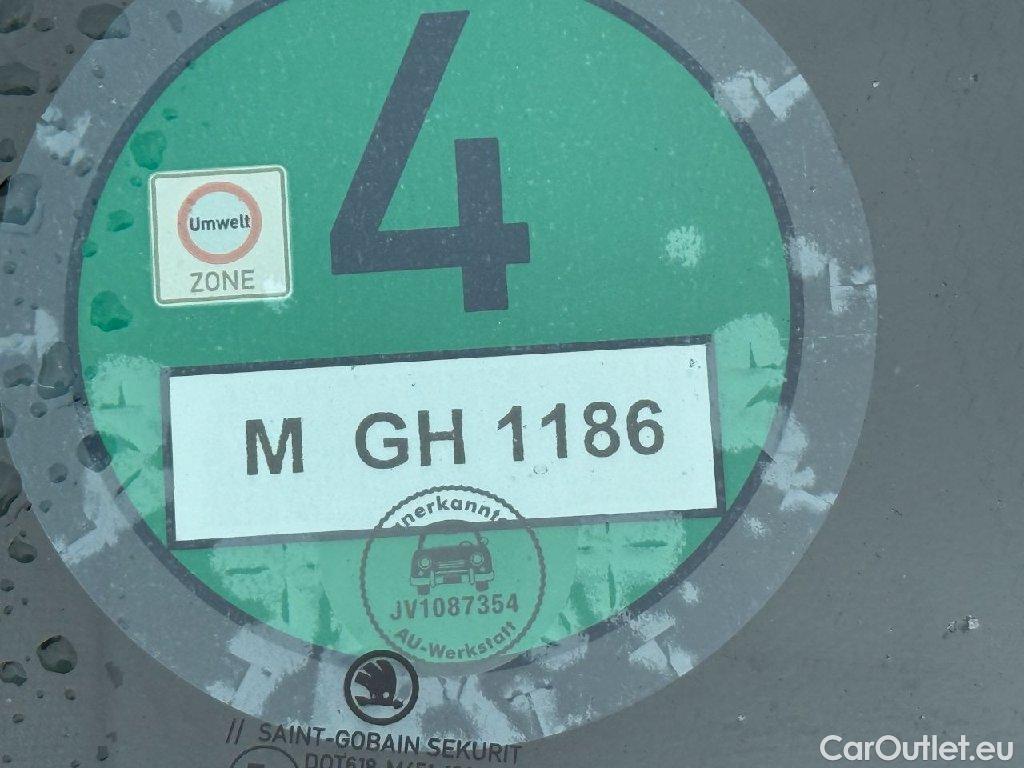 4
Umwelt
ZONE
M GH 1186
JV1087354
AU-Werkstatt
// SAINT-GOBAIN SEKURIT
CarOutlet.eu